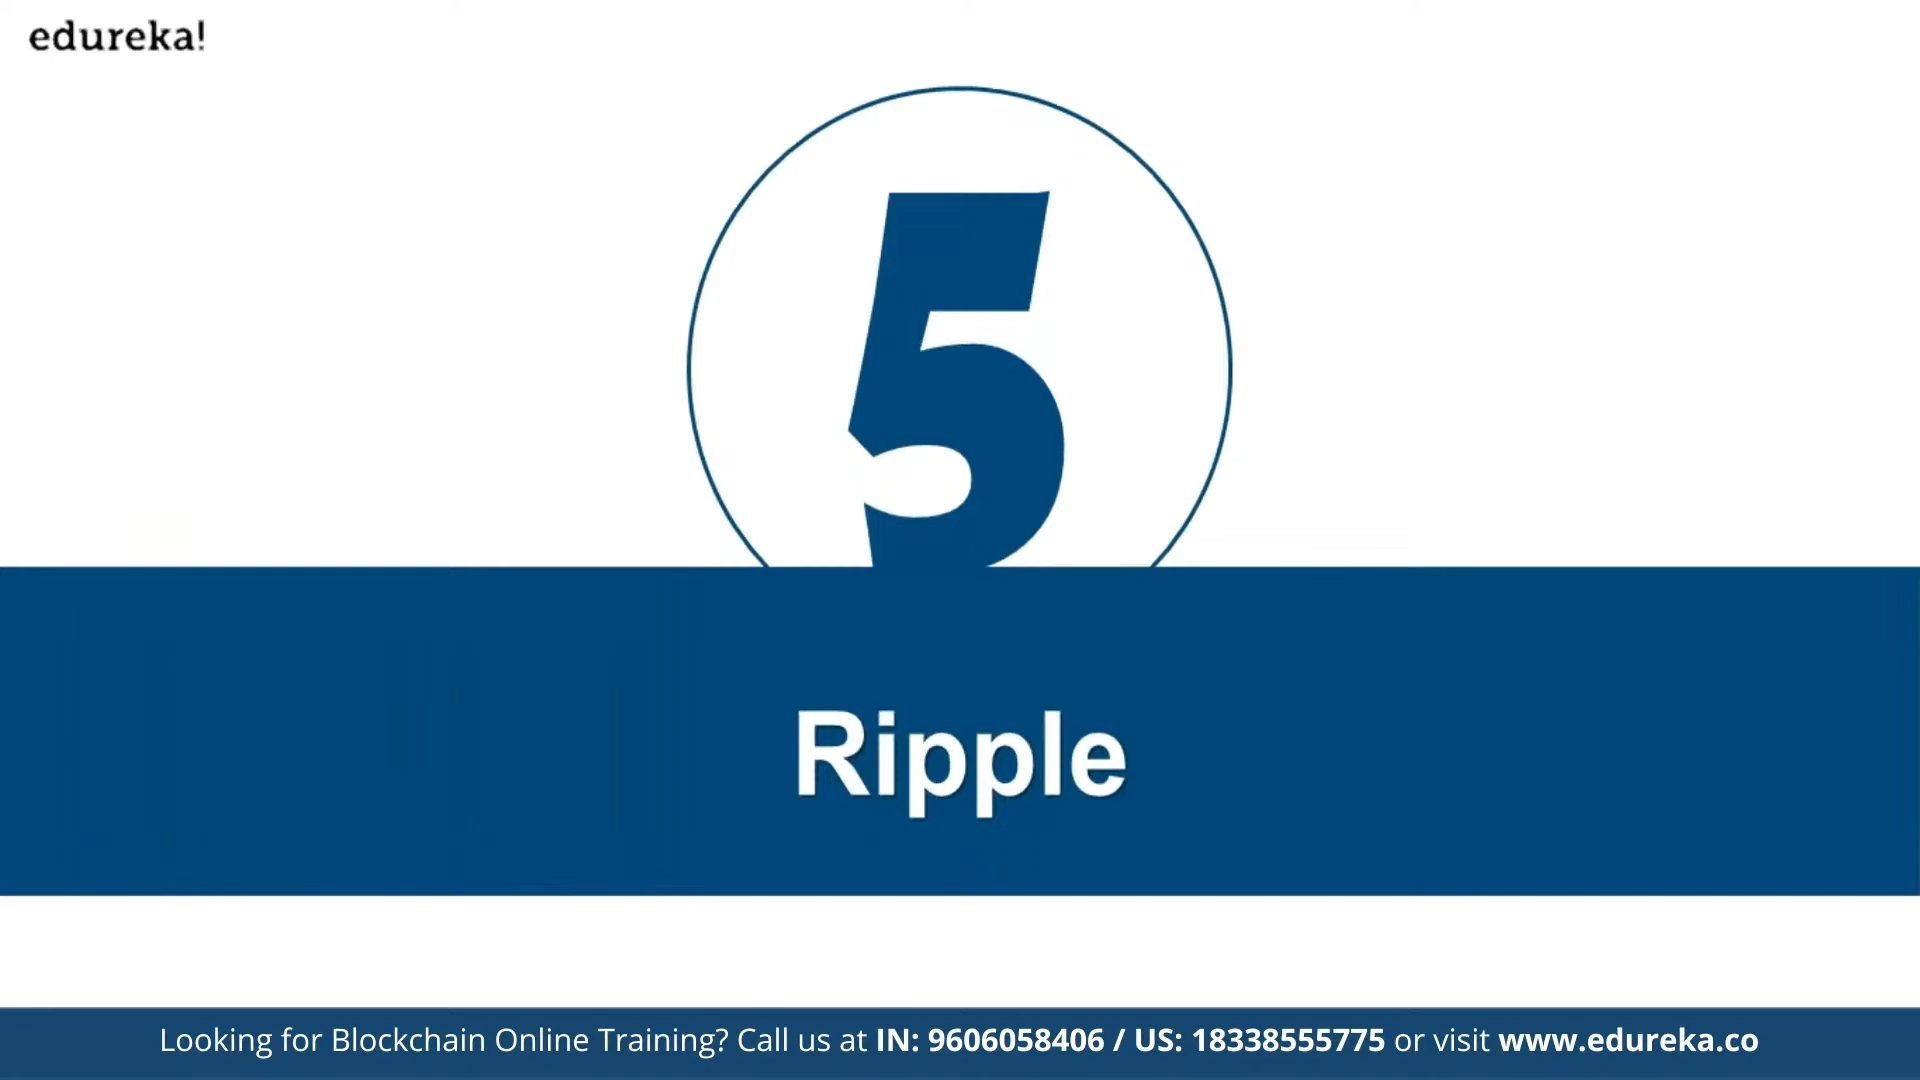 edureka!
5
Ripple
Looking for Blockchain Online Training? Call us at IN: 9606058406 / US: 18338555775 or visit www.edureka.co